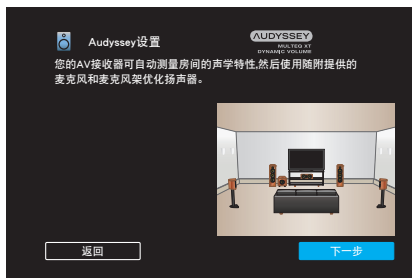 Audyssey设置
AUDYSSEY
MULTEQ XT
DYNAMIC VOLUME
您的AV接收器可自动测量房间的声学特性,然后使用随附提供的
麦克风和麦克风架优化扬声器。
返回
下一步